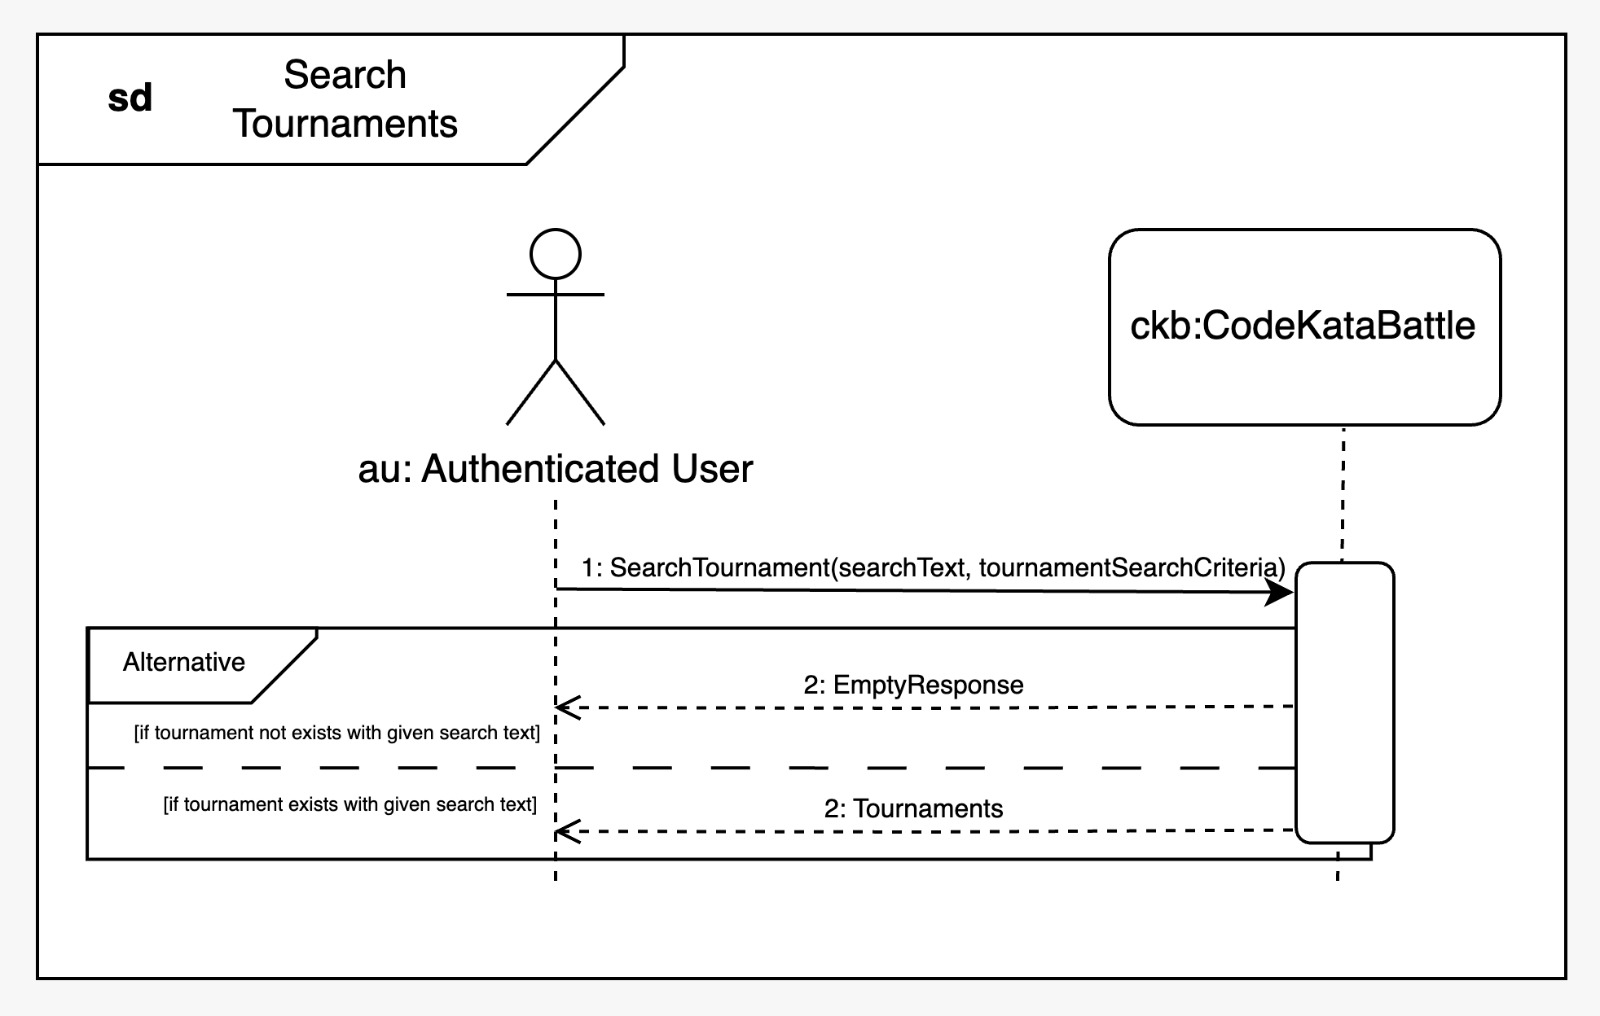 sd
Search
Tournaments
au: Authenticated User
ckb:CodeKataBattle
1: SearchTournament(searchText, tournamentSearchCriteria)
Alternative
2: EmptyResponse
[if tournament not exists with given search text]
[if tournament exists with given search text]
2: Tournaments